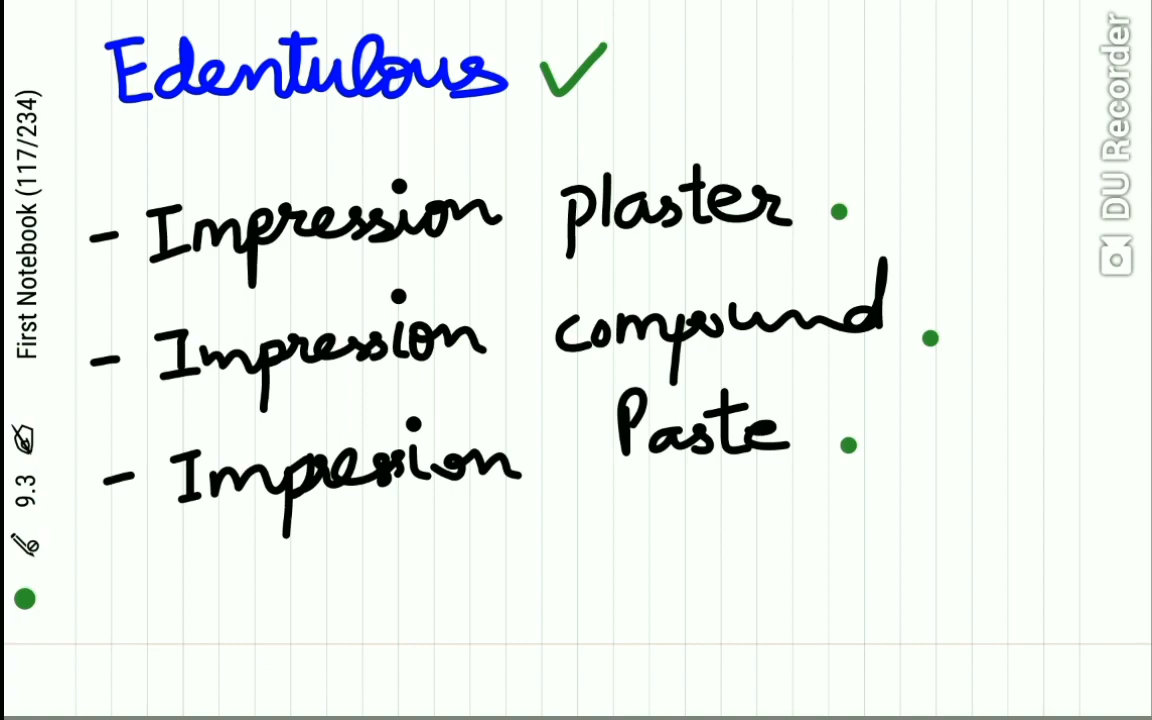 Edentulous ✓
- Impression plaster .
- Impression compound .
- Impression Paste .
First Notebook (117/234)
9.3
DU Recorder